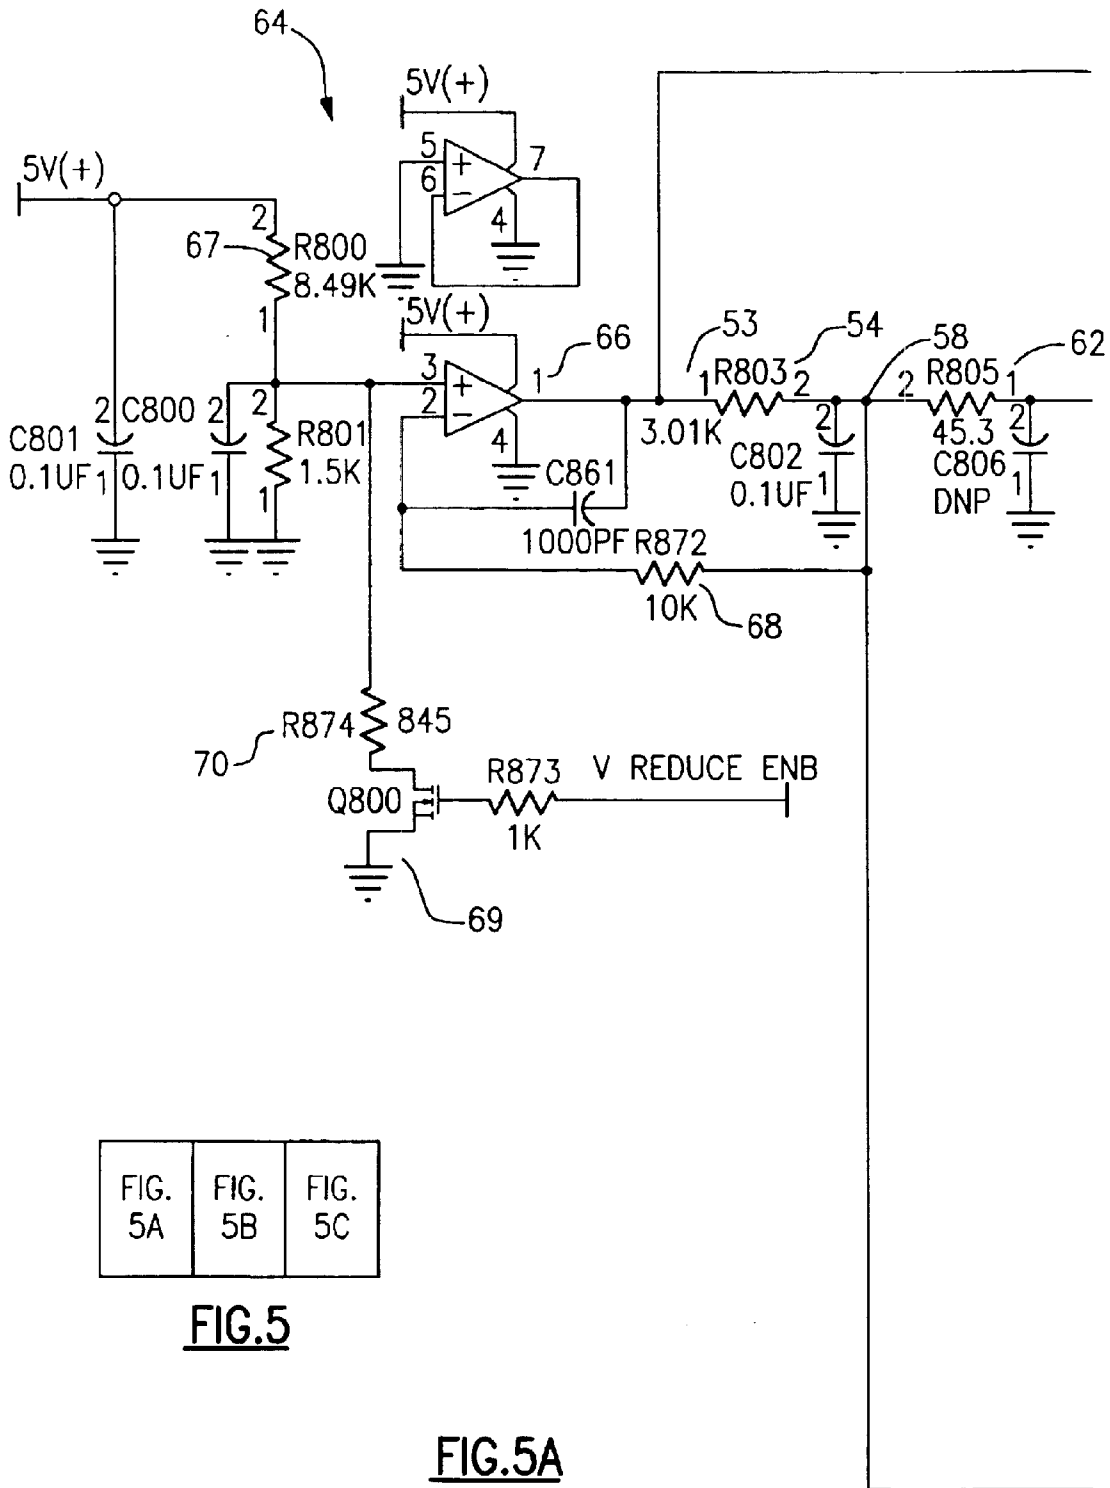 64
5V(+)
5
6
+
−
7
4
5V(+)
2
67
R800
8.49K
1
5V(+)
3
2
+
−
1
66
4
53
1
R803
54
2
3.01K
58
2
R805
1
62
45.3
2
C801
0.1UF
1
C800
2
0.1UF
1
2
R801
1.5K
1
C861
1000PF
C802
0.1UF
2
1
2
C806
DNP
1
R872
10K
68
R874
845
70
Q800
R873
1K
V REDUCE ENB
69
FIG.
5A
FIG.
5B
FIG.
5C
FIG.5
FIG.5A